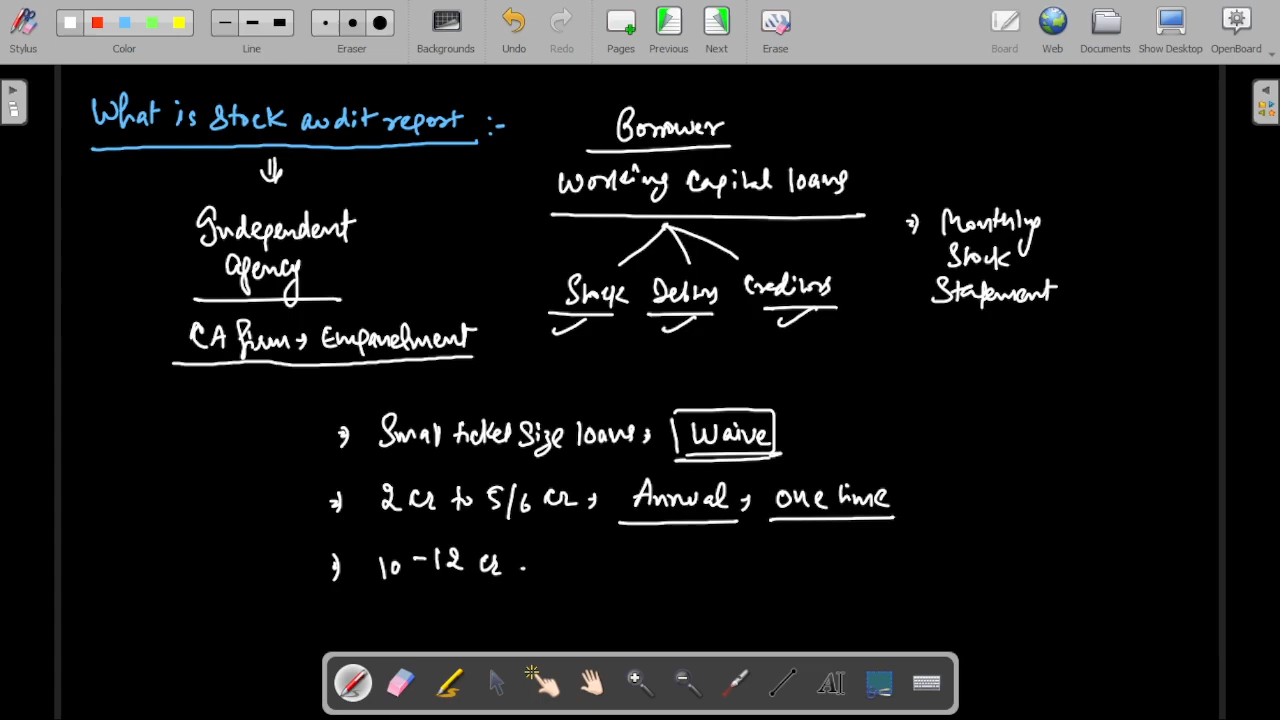 Stylus
Color
Line
Eraser
Backgrounds
Undo
Redo
Pages
Previous
Next
Erase
Board
Web
Documents
Show Desktop
OpenBoard
What is stock audit report :-
Independent
agency
CA firm → Empanelment
Borrower
Working Capital loans
Stock Debtors Creditors
⇒ Monitoring
Stock
Statement
⇒ Small ticket size loans, Waive
⇒ 2 Cr to 5/6 Cr, Annual, One time
⇒ 10-12 Cr
AI